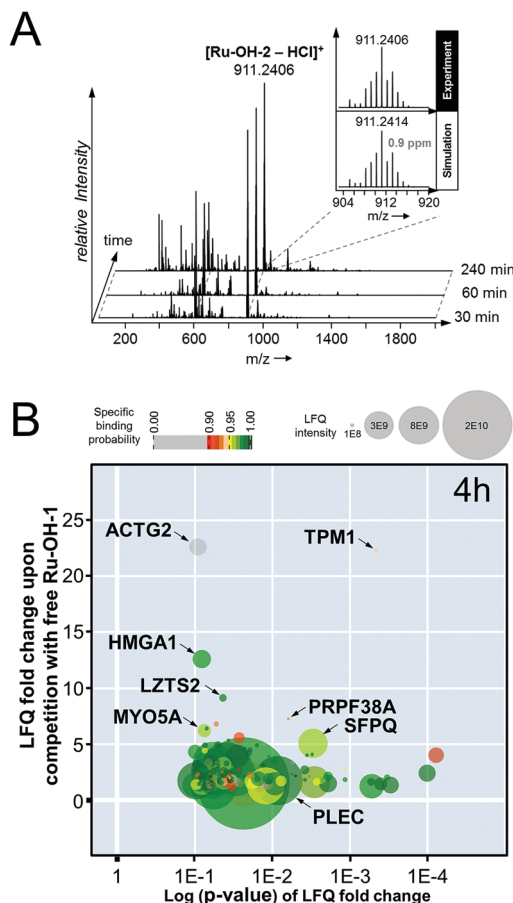 A
[Ru-OH-2 – HCl]+
911.2406
relative Intensity
time
911.2406
Experiment
911.2414
0.9 ppm
Simulation
904 912 920
m/z →
240 min
60 min
30 min
200 600 1000 1400 1800
m/z →
B
Specific binding probability
0.00 0.90 0.95 1.00
LFQ intensity
1E8 3E9 8E9 2E10
4h
LFQ fold change upon
competition with free Ru-OH-1
25
20
15
10
5
0
ACTG2
TPM1
HMGA1
LZTS2
MYO5A
PRPF38A
SFPQ
PLEC
1 1E-1 1E-2 1E-3 1E-4
Log (p-value) of LFQ fold change